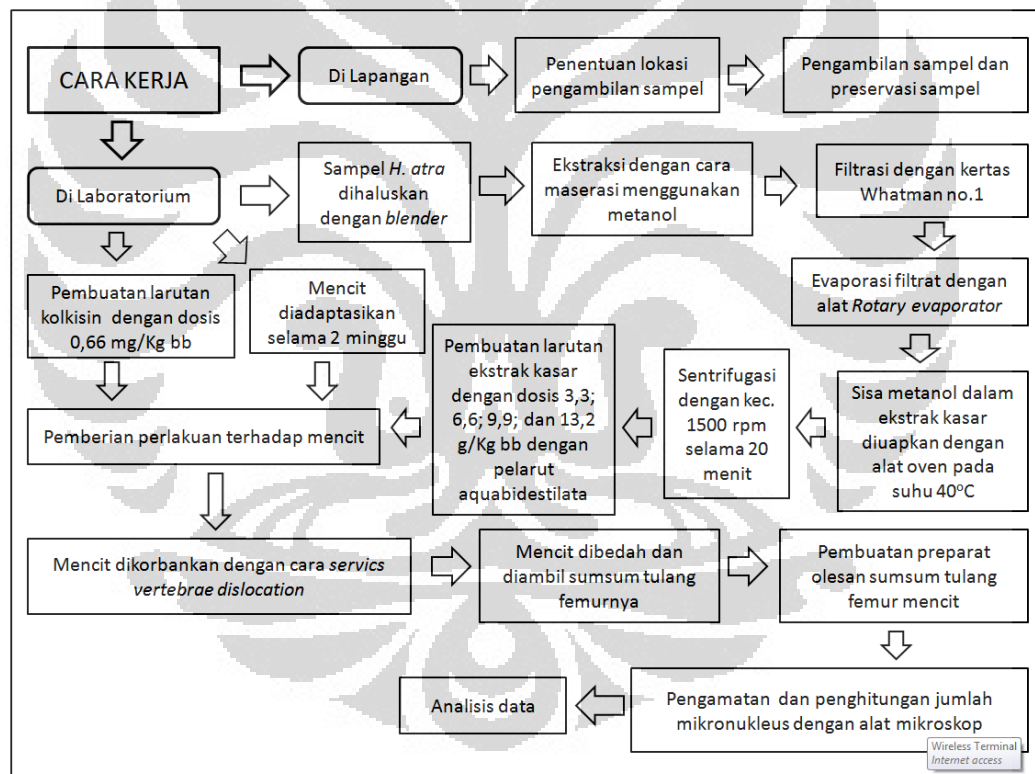 CARA KERJA
Di Lapangan
Penentuan lokasi
pengambilan sampel
Pengambilan sampel dan
preservasi sampel
Di Laboratorium
Sampel H. atra
dihaluskan
dengan blender
Ekstraksi dengan cara
maserasi menggunakan
metanol
Filtrasi dengan kertas
Whatman no.1
Pembuatan larutan
kolkisin dengan dosis
0,66 mg/Kg bb
Mencit
diadaptasikan
selama 2 minggu
Evaporasi filtrat dengan
alat Rotary evaporator
Pembuatan larutan
ekstrak kasar
dengan dosis 3,3;
6,6; 9,9; dan 13,2
g/Kg bb dengan
pelarut
aquabidestilata
Sentrifugasi
dengan kec.
1500 rpm
selama 20
menit
Sisa metanol dalam
ekstrak kasar
diuapkan dengan
alat oven pada
suhu 40°C
Pemberian perlakuan terhadap mencit
Mencit dikorbankan dengan cara servics
vertebrae dislocation
Mencit dibedah dan
diambil sumsum tulang
femurnya
Pembuatan preparat
olesan sumsum tulang
femur mencit
Analisis data
Pengamatan dan penghitungan jumlah
mikronukleus dengan alat mikroskop
Wireless Terminal
Internet access